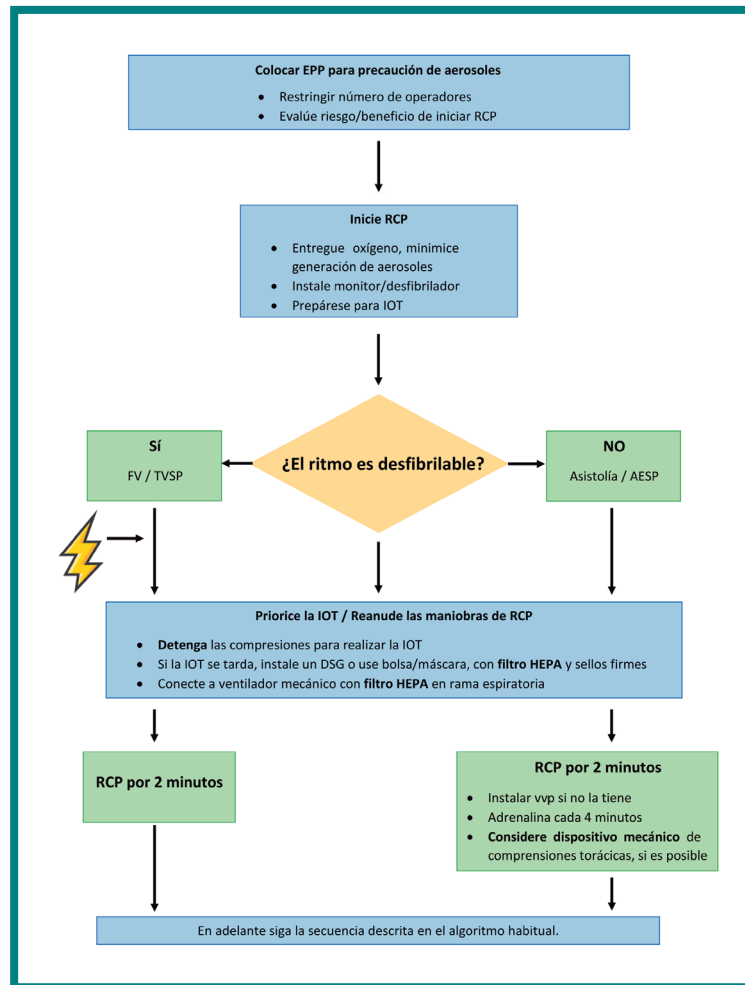 Colocar EPP para precaución de aerosoles
• Restringir número de operadores
• Evalúe riesgo/beneficio de iniciar RCP
Inicie RCP
• Entregue oxígeno, minimice
generación de aerosoles
• Instale monitor/desfibrilador
• Prepárese para IOT
¿El ritmo es desfibrilable?
Sí
FV / TVSP
NO
Asistolía / AESP
Priorice la IOT / Reanude las maniobras de RCP
• Detenga las compresiones para realizar la IOT
• Si la IOT se tarda, instale un DSG o use bolsa/máscara, con filtro HEPA y sellos firmes
• Conecte a ventilador mecánico con filtro HEPA en rama espiratoria
RCP por 2 minutos
RCP por 2 minutos
• Instalar vvp si no la tiene
• Adrenalina cada 4 minutos
• Considere dispositivo mecánico de
comprensiones torácicas, si es posible
En adelante siga la secuencia descrita en el algoritmo habitual.